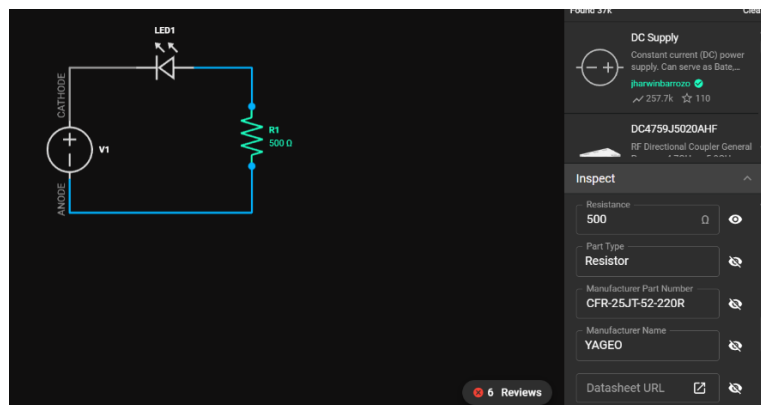 Found 37k
Clea
LED1
CATHODE
V1
ANODE
R1
500 Ω
DC Supply
Constant current (DC) power
supply. Can serve as Bate,...
jharwinbarrozo
257.7k 110
DC4759J5020AHF
RF Directional Coupler General
Inspect
Resistance
500 Ω
Part Type
Resistor
Manufacturer Part Number
CFR-25JT-52-220R
Manufacturer Name
YAGEO
Datasheet URL
6 Reviews